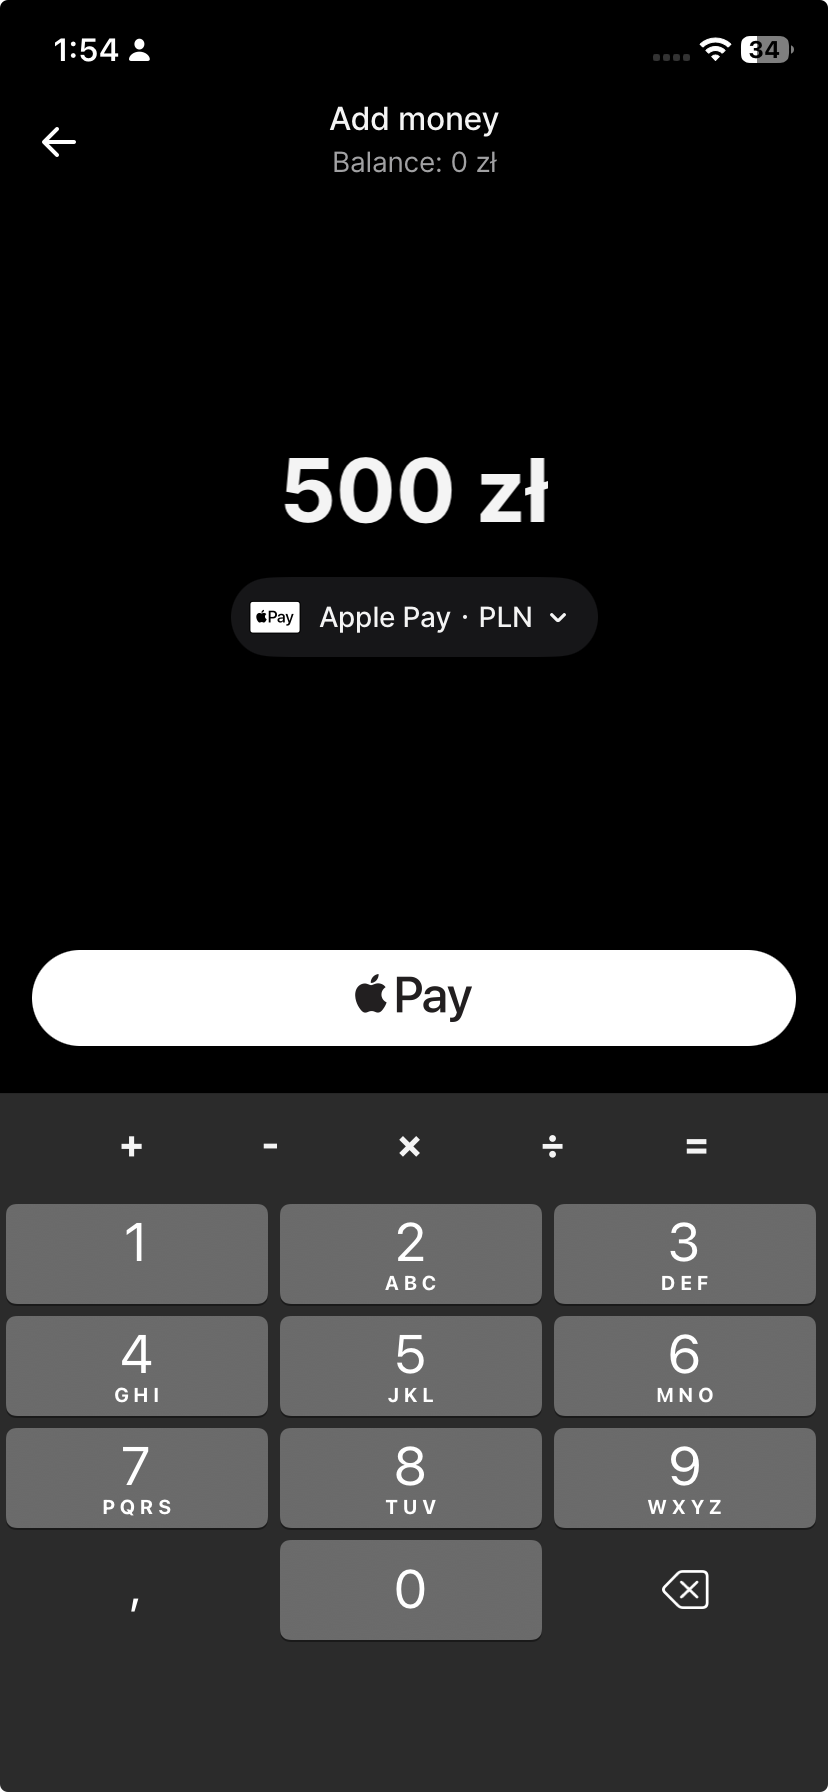 1:54
34
Add money
Balance: 0 zł
500 zł
Pay Apple Pay · PLN
Pay
+ - × ÷ =
1 2 3
ABC DEF
4 5 6
GHI JKL MNO
7 8 9
PQRS TUV WXYZ
, 0